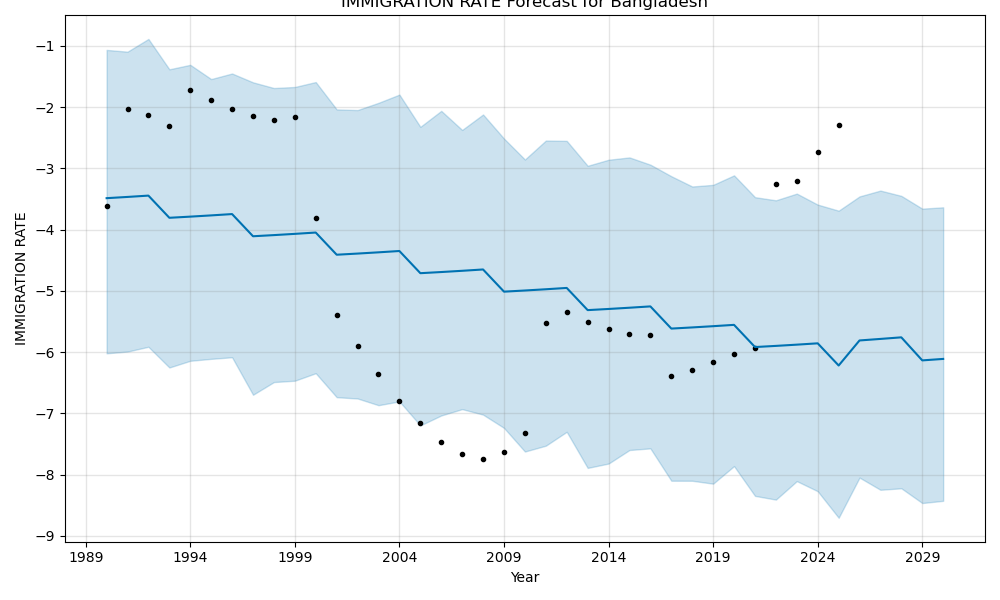 IMMIGRATION RATE Forecast for Bangladesh
−1
−2
−3
−4
−5
−6
−7
−8
−9
IMMIGRATION RATE
1989 1994 1999 2004 2009 2014 2019 2024 2029
Year